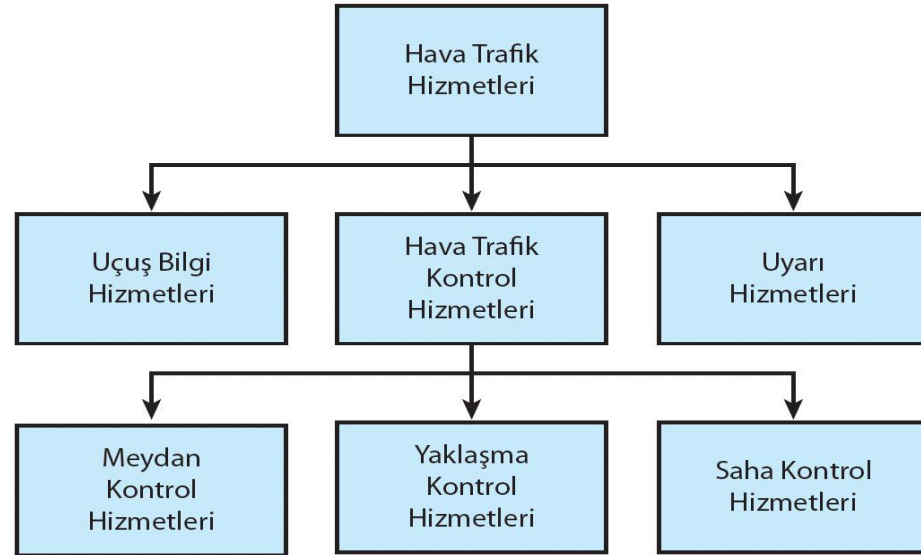 Hava Trafik
Hizmetleri
Uçuş Bilgi
Hizmetleri
Hava Trafik
Kontrol
Hizmetleri
Uyarı
Hizmetleri
Meydan
Kontrol
Hizmetleri
Yaklaşma
Kontrol
Hizmetleri
Saha Kontrol
Hizmetleri